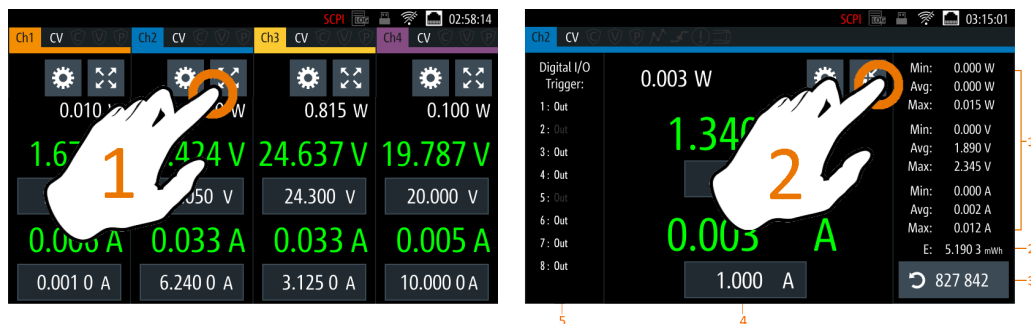 SCPI 02:58:14
Ch1 CV C V P Ch2 CV C V P Ch3 CV C V P Ch4 CV C V P
0.010 W 0.815 W 0.100 W
24.637 V 19.787 V
24.300 V 20.000 V
0.033 A 0.033 A 0.005 A
0.001 0 A 6.240 0 A 3.125 0 A 10.000 0 A
1
SCPI 03:15:01
Ch2 CV C V P
Digital I/O
Trigger:
1: Out
2: Out
3: Out
4: Out
5: Out
6: Out
7: Out
8: Out
0.003 W
0.003 A
1.000 A
2
Min: 0.000 W
Avg: 0.000 W
Max: 0.015 W
Min: 0.000 V
Avg: 1.890 V
Max: 2.345 V
Min: 0.000 A
Avg: 0.002 A
Max: 0.012 A
E: 5.190 3 mWh
827 842
2
3
5
4